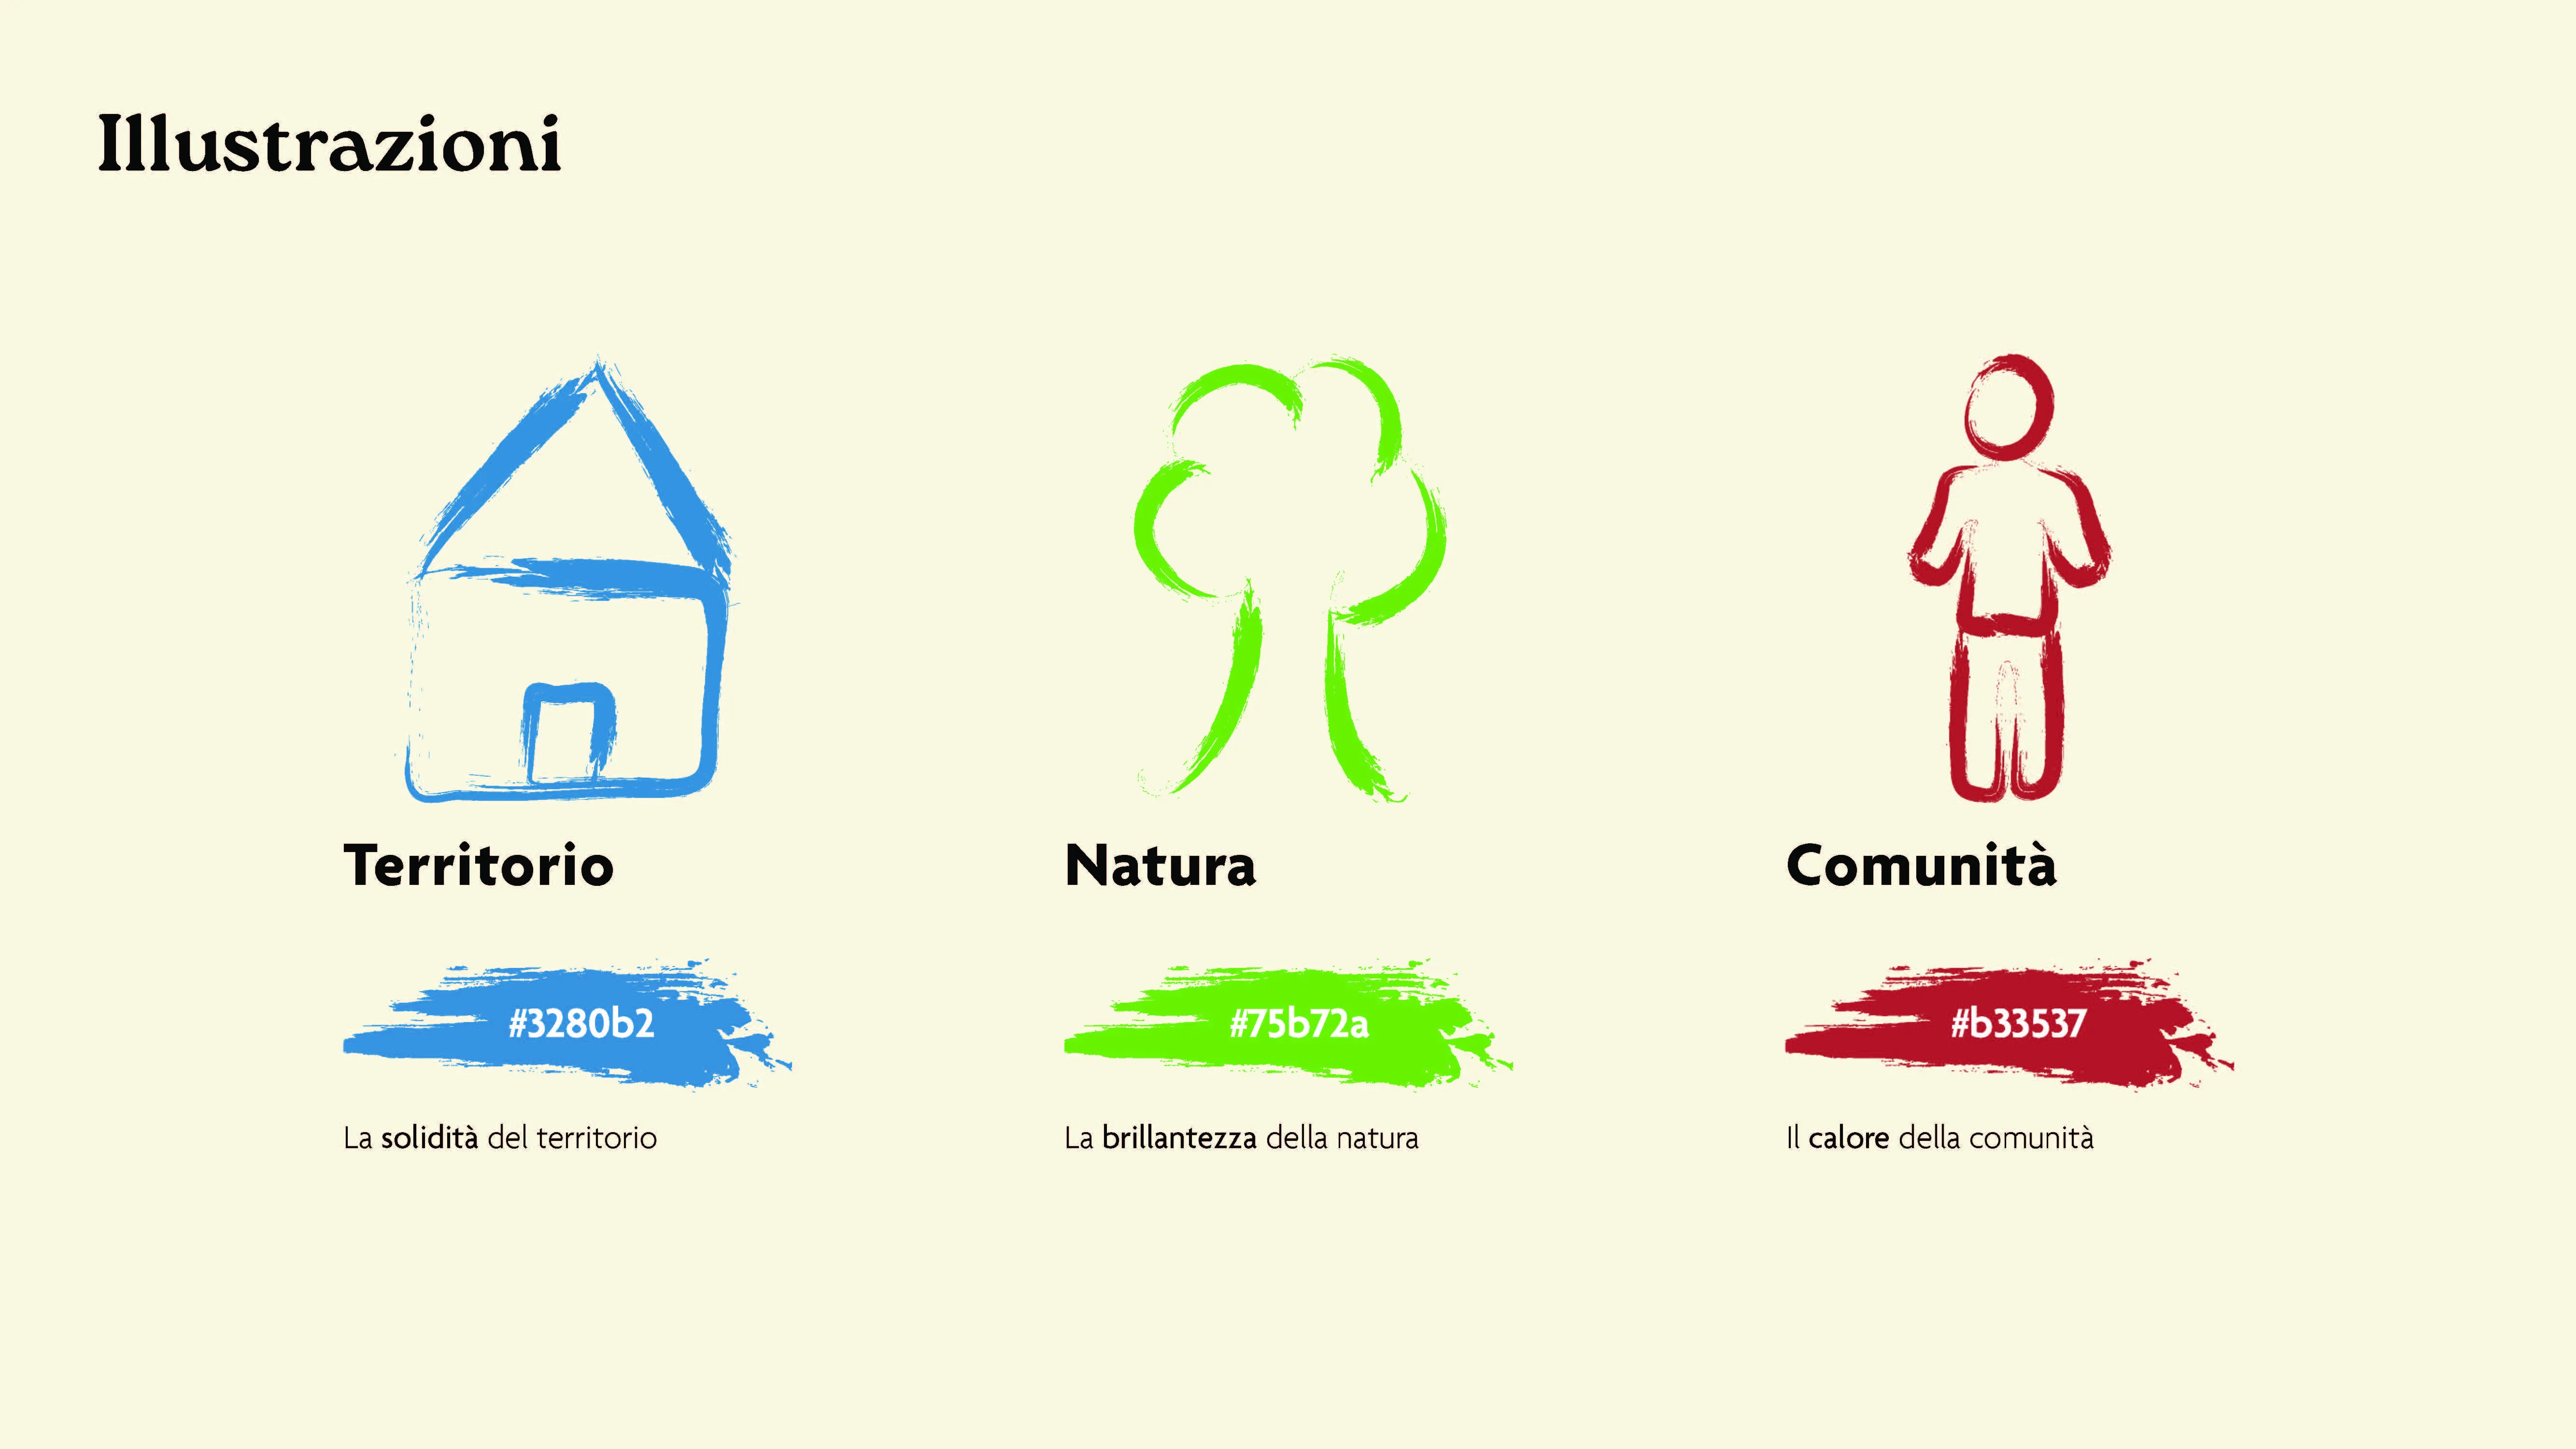 Illustrazioni
Territorio
#3280b2
La solidità del territorio
Natura
#75b72a
La brillantezza della natura
Comunità
#b33537
Il calore della comunità